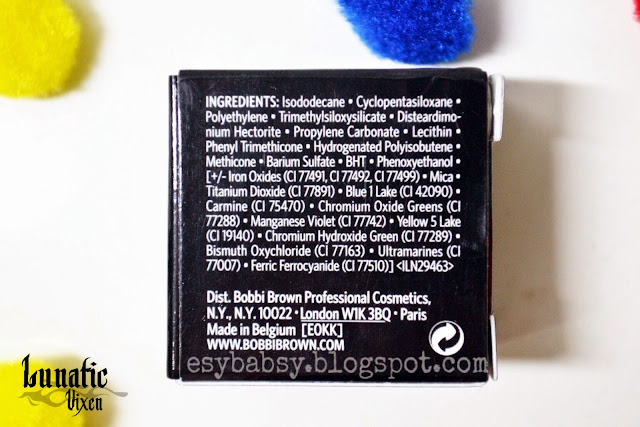 INGREDIENTS: Isododecane • Cyclopentasiloxane •
Polyethylene • Trimethylsiloxysilicate • Disteardimo-
nium Hectorite • Propylene Carbonate • Lecithin •
Phenyl Trimethicone • Hydrogenated Polyisobutene •
Methicone • Barium Sulfate • BHT • Phenoxyethanol •
[+/- Iron Oxides (CI 77491, CI 77492, CI 77499) • Mica •
Titanium Dioxide (CI 77891) • Blue 1 Lake (CI 42090) •
Carmine (CI 75470) • Chromium Oxide Greens (CI
77288) • Manganese Violet (CI 77742) • Yellow 5 Lake
(CI 19140) • Chromium Hydroxide Green (CI 77289) •
Bismuth Oxychloride (CI 77163) • Ultramarines (CI
77007) • Ferric Ferrocyanide (CI 77510)] <ILN29463>
Dist. Bobbi Brown Professional Cosmetics,
N.Y., N.Y. 10022 • London W1K 3BQ • Paris
Made in Belgium [E0KK]
WWW.BOBBIBROWN.COM
esybabsy.blogspot.com
Lunatic
Vixen